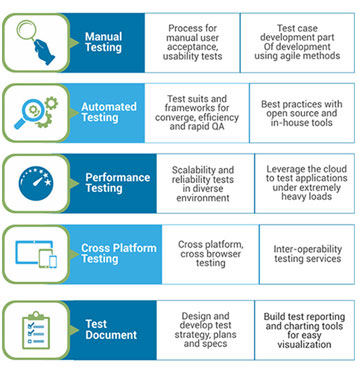 Manual
Testing
Process for
manual user
acceptance,
usability tests
Test case
development part
Of development
using agile methods
Automated
Testing
Test suits and
frameworks for
converge, efficiency
and rapid QA
Best practices with
open source and
in-house tools
Performance
Testing
Scalability and
reliability tests
in diverse
environment
Leverage the cloud
to test applications
under extremely
heavy loads
Cross Platform
Testing
Cross platform,
cross browser
testing
Inter-operability
testing services
Test
Document
Design and
develop test
strategy, plans
and specs
Build test reporting
and charting tools
for easy
visualization